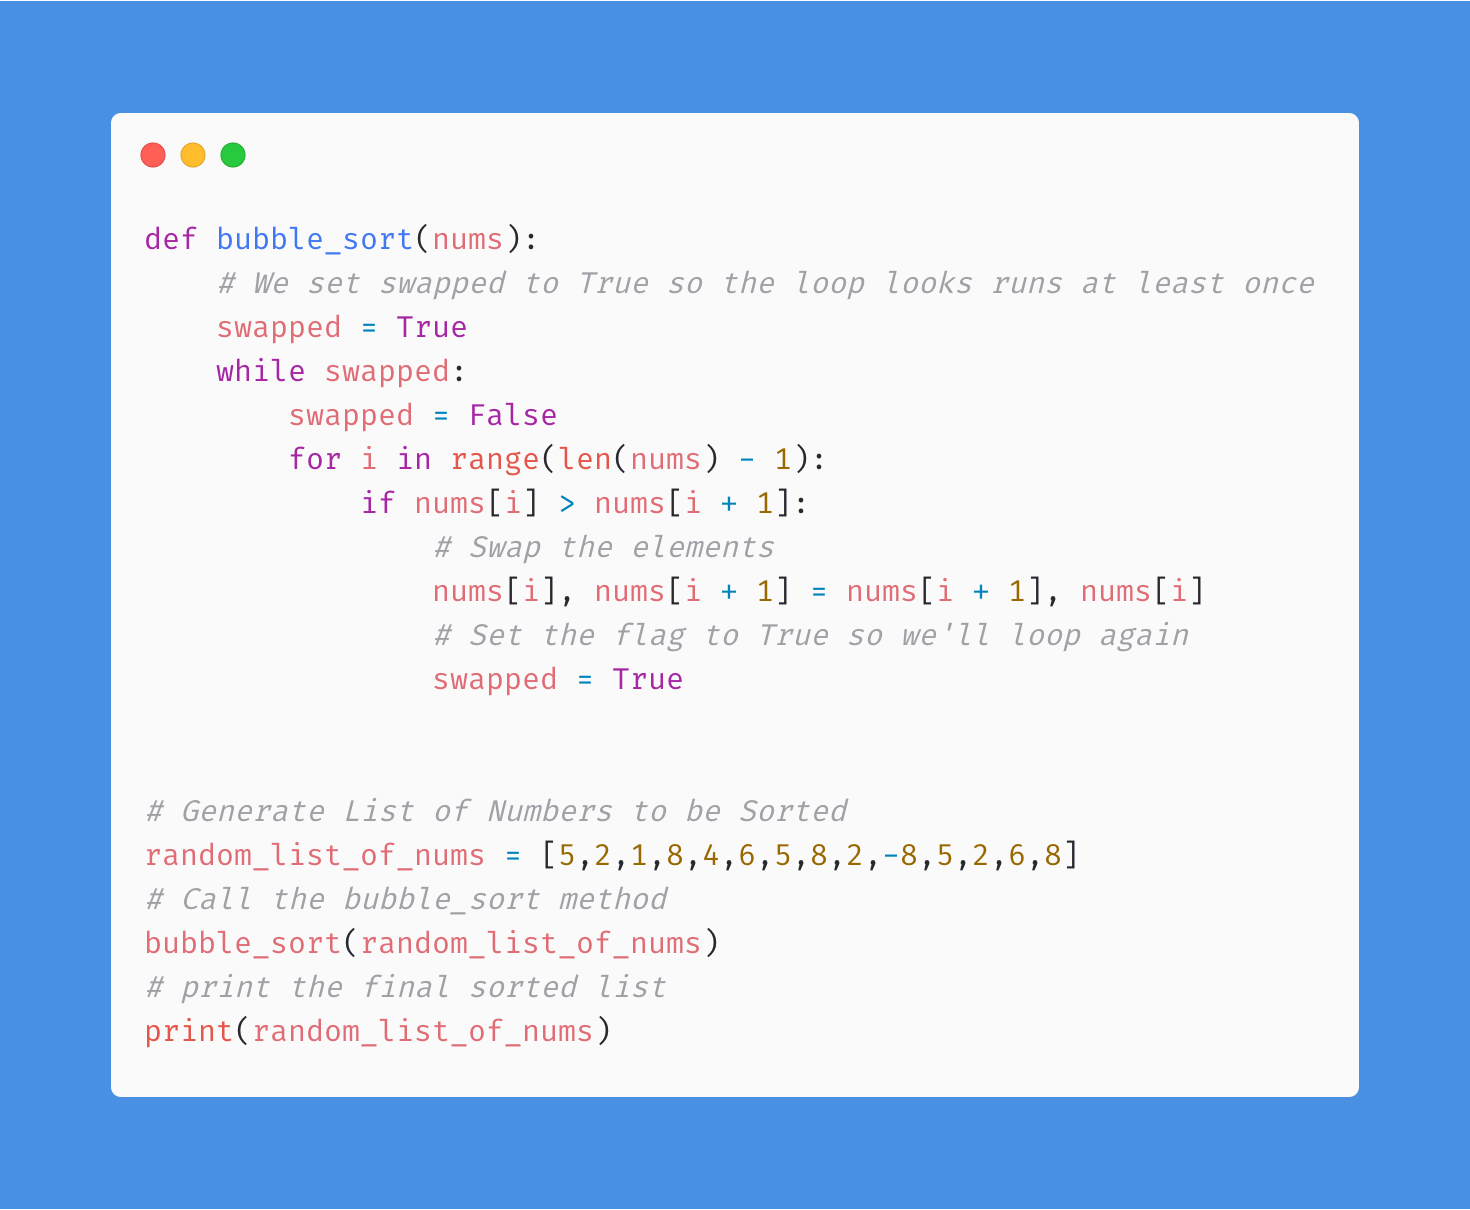 def bubble_sort(nums):
    # We set swapped to True so the loop looks runs at least once
    swapped = True
    while swapped:
        swapped = False
        for i in range(len(nums) - 1):
            if nums[i] > nums[i + 1]:
                # Swap the elements
                nums[i], nums[i + 1] = nums[i + 1], nums[i]
                # Set the flag to True so we'll loop again
                swapped = True
# Generate List of Numbers to be Sorted
random_list_of_nums = [5,2,1,8,4,6,5,8,2,-8,5,2,6,8]
# Call the bubble_sort method
bubble_sort(random_list_of_nums)
# print the final sorted list
print(random_list_of_nums)